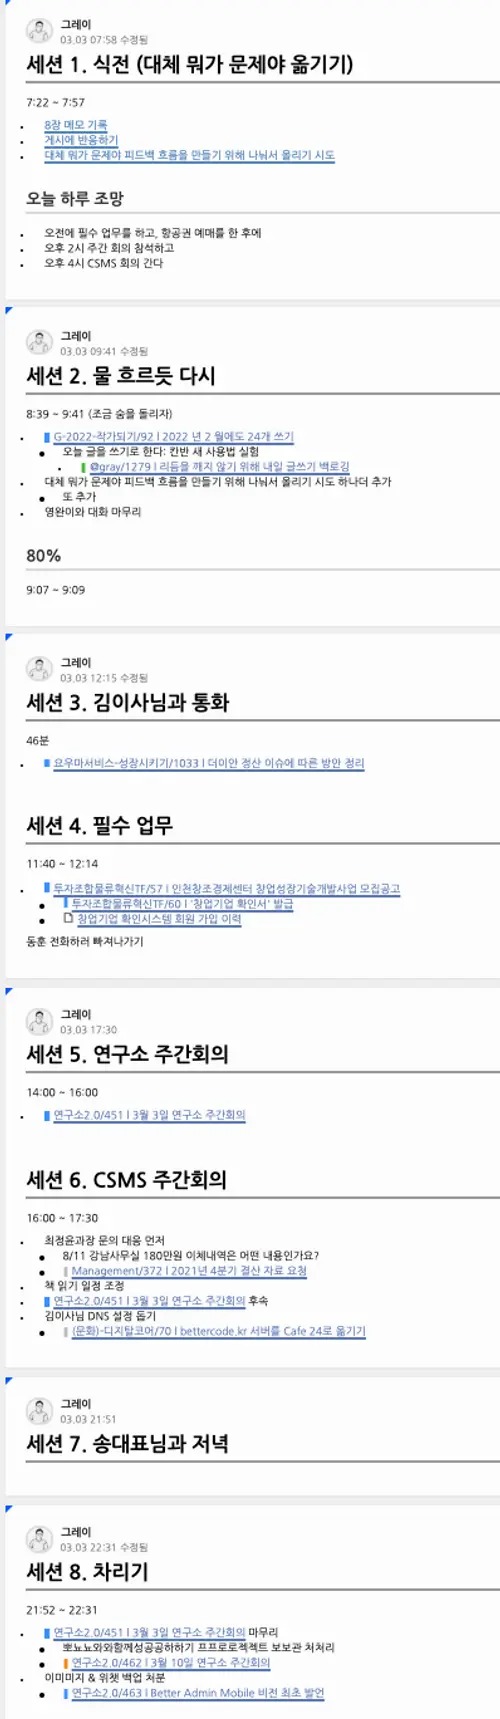 그레이
03.03 07:58 수정됨
세션 1. 식전 (대체 뭐가 문제야 옮기기)
7:22 ~ 7:57
8장 메모 기록
게시에 반응하기
대체 뭐가 문제야 피드백 흐름을 만들기 위해 나눠서 올리기 시도
오늘 하루 조망
오전에 필수 업무를 하고, 항공권 예매를 한 후에
오후 2시 주간 회의 참석하고
오후 4시 CSMS 회의 간다
그레이
03.03 09:41 수정됨
세션 2. 물 흐르듯 다시
8:39 ~ 9:41 (조금 숨을 돌리자)
G-2022-작가되기/92 | 2022 년 2 월에도 24개 쓰기
오늘 글을 쓰기로 한다: 칸반 새 사용법 실험
@gray/1279 | 리듬을 깨지 않기 위해 내일 글쓰기 백로깅
대체 뭐가 문제야 피드백 흐름을 만들기 위해 나눠서 올리기 시도 하나더 추가
또 추가
영완이와 대화 마무리
80%
9:07 ~ 9:09
그레이
03.03 12:15 수정됨
세션 3. 김이사님과 통화
46분
요우마서비스-성장시키기/1033 | 더이안 정산 이슈에 따른 방안 정리
세션 4. 필수 업무
11:40 ~ 12:14
투자조합물류혁신TF/57 | 인천창조경제센터 창업성장기술개발사업 모집공고
투자조합물류혁신TF/60 | '창업기업 확인서' 발급
창업기업 확인시스템 회원 가입 이력
동훈 전화하러 빠져나가기
그레이
03.03 17:30
세션 5. 연구소 주간회의
14:00 ~ 16:00
연구소2.0/451 | 3월 3일 연구소 주간회의
세션 6. CSMS 주간회의
16:00 ~ 17:30
최정윤과장 문의 대응 먼저
8/11 강남사무실 180만원 이체내역은 어떤 내용인가요?
Management/372 | 2021년 4분기 결산 자료 요청
책 읽기 일정 조정
연구소2.0/451 | 3월 3일 연구소 주간회의 후속
김이사님 DNS 설정 돕기
(문화)-디지탈코어/70 | bettercode.kr 서버를 Cafe 24로 옮기기
그레이
03.03 21:51
세션 7. 송대표님과 저녁
그레이
03.03 22:31 수정됨
세션 8. 차리기
21:52 ~ 22:31
연구소2.0/451 | 3월 3일 연구소 주간회의 마무리
뽀뇨뇨와와함께성공공하하기 프프로로젝젝트 보보관 처처리
연구소2.0/462 | 3월 10일 연구소 주간회의
이미미지 & 위챗 백업 처분
연구소2.0/463 | Better Admin Mobile 비전 최초 발언